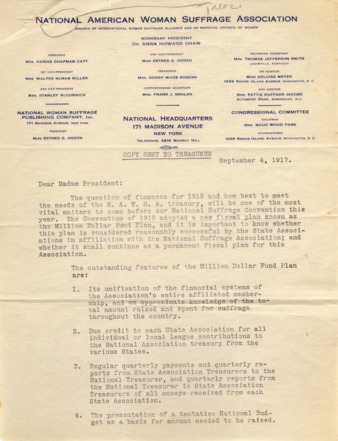 Tacos
NATIONAL AMERICAN WOMAN SUFFRAGE ASSOCIATION
BRANCH OF INTERNATIONAL WOMAN SUFFRAGE ALLIANCE AND OF NATIONAL COUNCIL OF WOMEN
HONORARY PRESIDENT
DR. ANNA HOWARD SHAW
PRESIDENT
MRS. CARRIE CHAPMAN CATT
1ST VICE-PRESIDENT
MRS. WALTER MCNAB MILLER
2ND VICE-PRESIDENT
MRS. STANLEY MCCORMICK
3RD VICE-PRESIDENT
MISS ESTHER G. OGDEN
TREASURER
MRS. HENRY WADE ROGERS
CORRESPONDING SECRETARY
MRS. FRANK J. SHULER
RECORDING SECRETARY
MRS. THOMAS JEFFERSON SMITH
1ST AUDITOR
MISS HELOISE MEYER
1626 RHODE ISLAND AVENUE, WASHINGTON, D. C.
2ND AUDITOR
MRS. PATTIE RUFFNER JACOBS
NATIONAL WOMAN SUFFRAGE
PUBLISHING COMPANY, INC.
171 MADISON AVENUE, NEW YORK
PRESIDENT
MISS ESTHER G. OGDEN
NATIONAL HEADQUARTERS
171 MADISON AVENUE
NEW YORK
TELEPHONE, MURRAY HILL
CONGRESSIONAL COMMITTEE
CHAIRMAN
MRS. MAUD WOOD PARK
HEADQUARTERS
1626 RHODE ISLAND AVENUE, WASHINGTON, D. C.
COPY SENT TO TREASURER
September 4, 1917.
Dear Madam President:
The question of finances for 1918 and how best to meet
the needs of the N. A. W. S. A. treasury, will be one of the most
vital matters to come before our National Suffrage Convention this
year. The Convention of 1916 adopted a new fiscal plan known as
the Million Dollar Fund Plan, and it is important to know whether
this plan is considered reasonably successful by the State Associ-
ations in affiliation with the National Suffrage Association; and
whether it shall continue as a permanent fiscal plan for this
Association.
The outstanding features of the Million Dollar Fund Plan
are:
1. Its unification of the financial systems of
the Association's entire affiliated member-
ship, and an approximate knowledge of the to-
tal amount raised and spent for suffrage
throughout the country.
2. Due credit to each State Association for all
individual or local league contributions to
the National Association treasury from the
various States.
3. Regular quarterly payments and quarterly re-
ports from State Association Treasurers to the
National Treasurer, and quarterly reports from
the National Treasurer to State Association
Treasurers of all moneys received from each
State Association.
4. The presentation of a tentative National Bud-
get as a basis for amount needed to be raised.